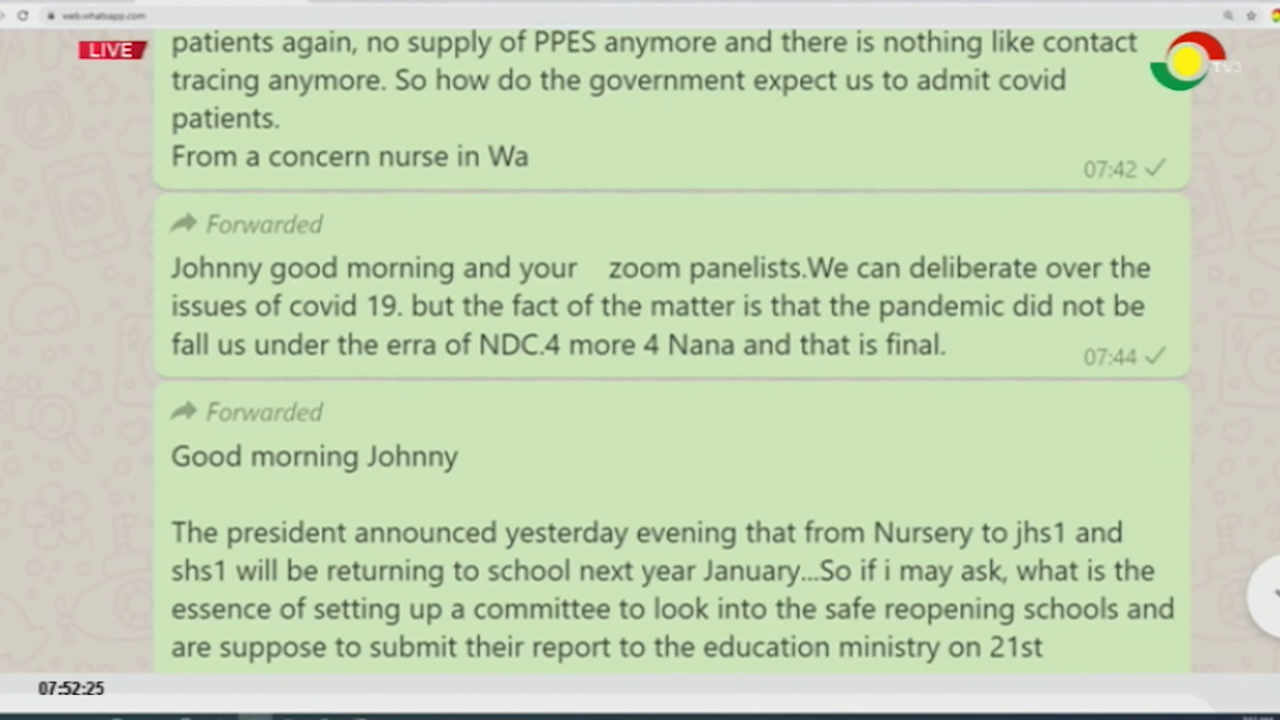 web.whatsapp.com
LIVE
patients again, no supply of PPES anymore and there is nothing like contact
TV3
tracing anymore. So how do the government expect us to admit covid
patients.
From a concern nurse in Wa
07:42
Forwarded
Johnny good morning and your zoom panelists.We can deliberate over the
issues of covid 19. but the fact of the matter is that the pandemic did not be
fall us under the erra of NDC.4 more 4 Nana and that is final.
07:44
Forwarded
Good morning Johnny
The president announced yesterday evening that from Nursery to jhs1 and
shs1 will be returning to school next year January...So if i may ask, what is the
essence of setting up a committee to look into the safe reopening schools and
are suppose to submit their report to the education ministry on 21st
07:52:25